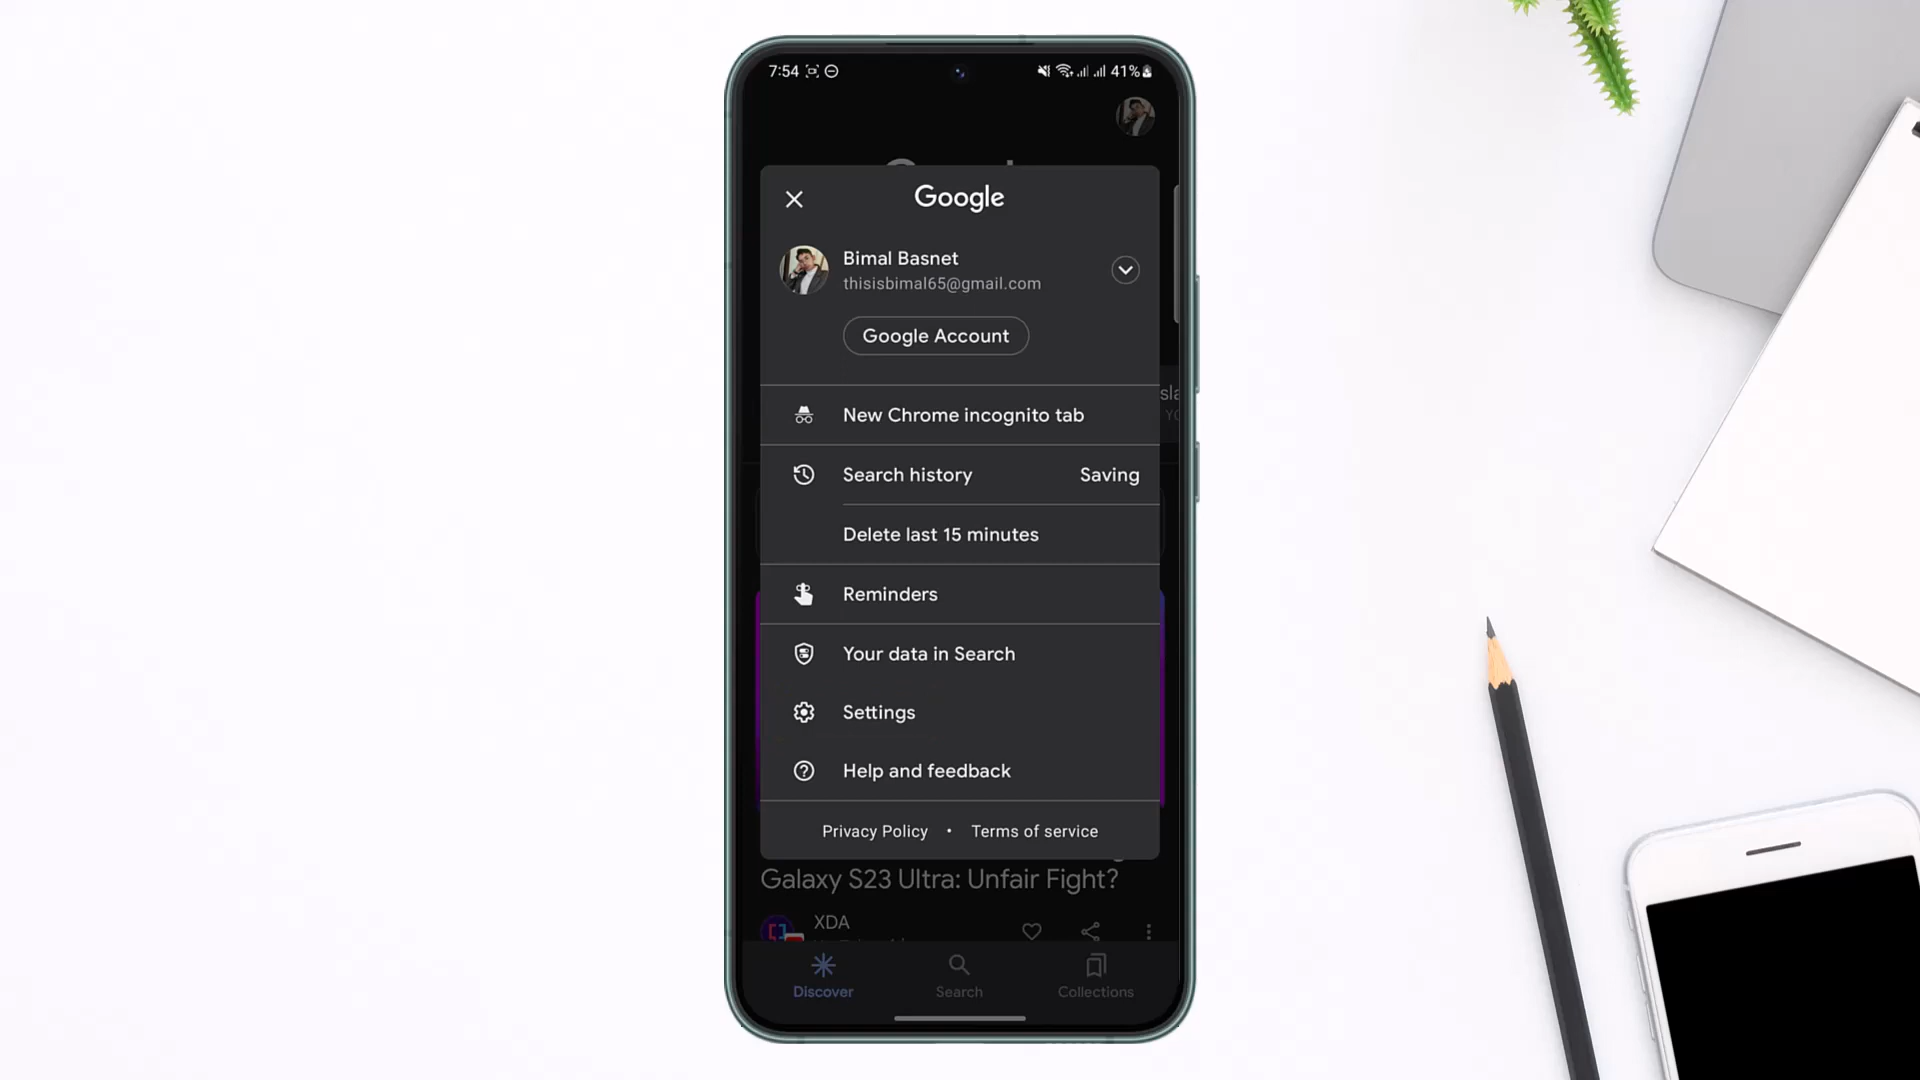 7:54
41%
Google
Bimal Basnet
thisisbimal65@gmail.com
Google Account
New Chrome incognito tab
Search history Saving
Delete last 15 minutes
Reminders
Your data in Search
Settings
Help and feedback
Privacy Policy • Terms of service
Galaxy S23 Ultra: Unfair Fight?
XDA
Discover Search Collections